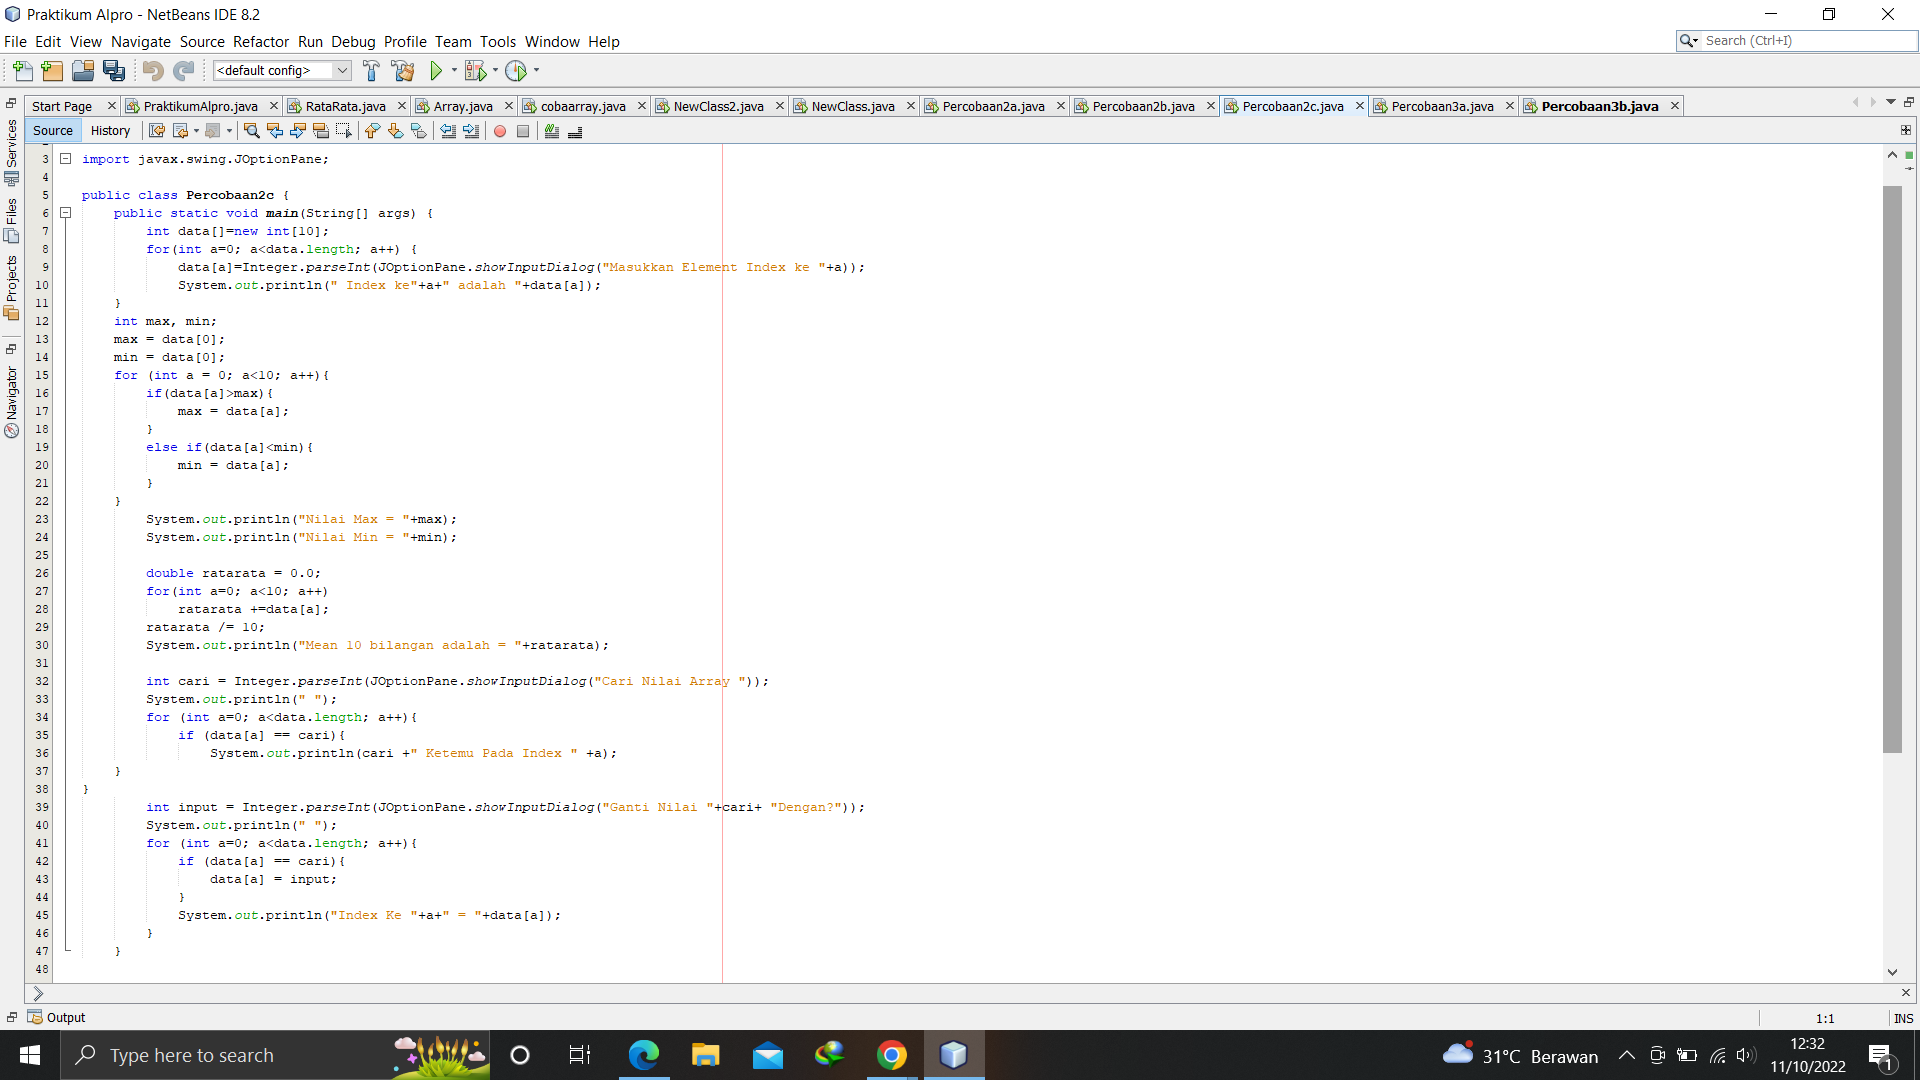 Praktikum Alpro - NetBeans IDE 8.2
File Edit View Navigate Source Refactor Run Debug Profile Team Tools Window Help
Search (Ctrl+I)
<default config>
Start Page PraktikumAlpro.java RataRata.java Array.java cobaarray.java NewClass2.java NewClass.java Percobaan2a.java Percobaan2b.java Percobaan2c.java Percobaan3a.java Percobaan3b.java
Source History
Services
Files
Projects
Navigator
3 import javax.swing.JOptionPane;
4
5 public class Percobaan2c {
6 public static void main(String[] args) {
7 int data[]=new int[10];
8 for(int a=0; a<data.length; a++) {
9 data[a]=Integer.parseInt(JOptionPane.showInputDialog("Masukkan Element Index ke "+a));
10 System.out.println(" Index ke"+a+" adalah "+data[a]);
11 }
12 int max, min;
13 max = data[0];
14 min = data[0];
15 for (int a = 0; a<10; a++){
16 if(data[a]>max){
17 max = data[a];
18 }
19 else if(data[a]<min){
20 min = data[a];
21 }
22 }
23 System.out.println("Nilai Max = "+max);
24 System.out.println("Nilai Min = "+min);
25
26 double ratarata = 0.0;
27 for(int a=0; a<10; a++)
28 ratarata +=data[a];
29 ratarata /= 10;
30 System.out.println("Mean 10 bilangan adalah = "+ratarata);
31
32 int cari = Integer.parseInt(JOptionPane.showInputDialog("Cari Nilai Array "));
33 System.out.println(" ");
34 for (int a=0; a<data.length; a++){
35 if (data[a] == cari){
36 System.out.println(cari +" Ketemu Pada Index " +a);
37 }
38 }
39 int input = Integer.parseInt(JOptionPane.showInputDialog("Ganti Nilai "+cari+ "Dengan?"));
40 System.out.println(" ");
41 for (int a=0; a<data.length; a++){
42 if (data[a] == cari){
43 data[a] = input;
44 }
45 System.out.println("Index Ke "+a+" = "+data[a]);
46 }
47 }
48
Output
1:1 INS
Type here to search
31°C Berawan
12:32
11/10/2022
1